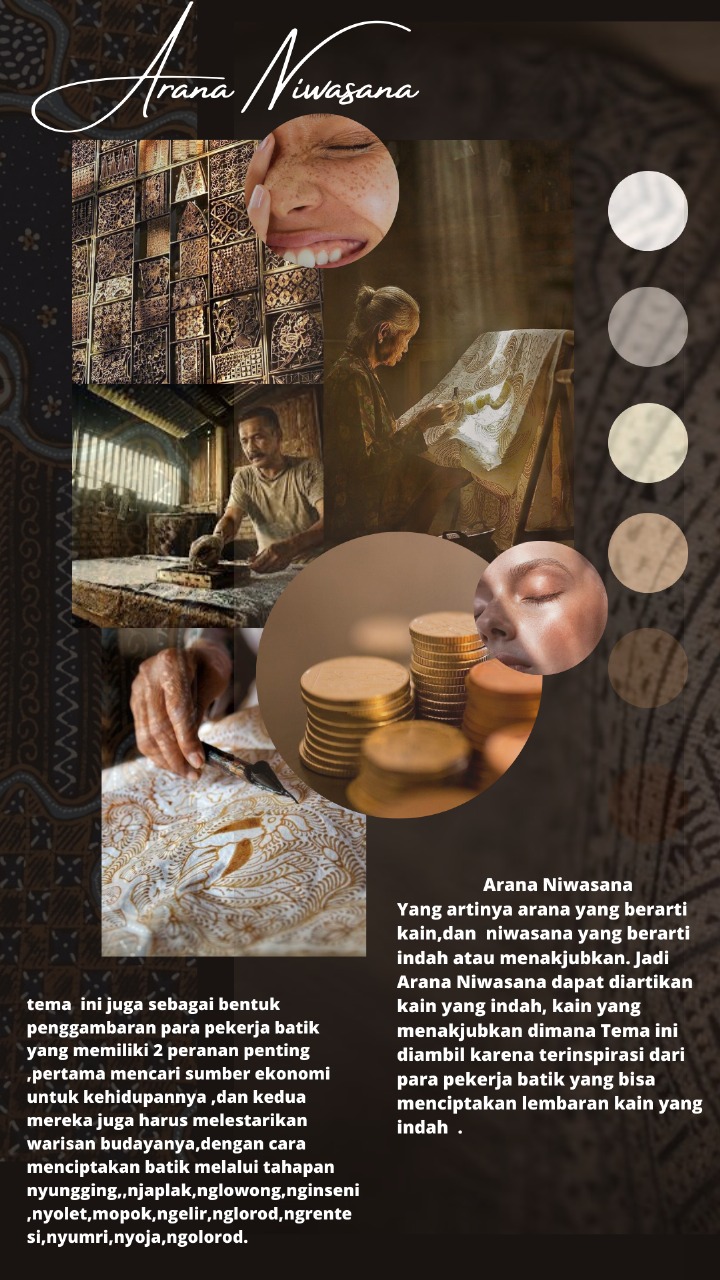 Arana Niwasana
Arana Niwasana
Yang artinya arana yang berarti
kain,dan  niwasana yang berarti
indah atau menakjubkan. Jadi
Arana Niwasana dapat diartikan
kain yang indah, kain yang
menakjubkan dimana Tema ini
diambil karena terinspirasi dari
para pekerja batik yang bisa
menciptakan lembaran kain yang
indah  .
tema  ini juga sebagai bentuk
penggambaran para pekerja batik
yang memiliki 2 peranan penting
,pertama mencari sumber ekonomi
untuk kehidupannya ,dan kedua
mereka juga harus melestarikan
warisan budayanya,dengan cara
menciptakan batik melalui tahapan
nyungging,,njaplak,nglowong,nginseni
,nyolet,mopok,ngelir,nglorod,ngrente
si,nyumri,nyoja,ngolorod.